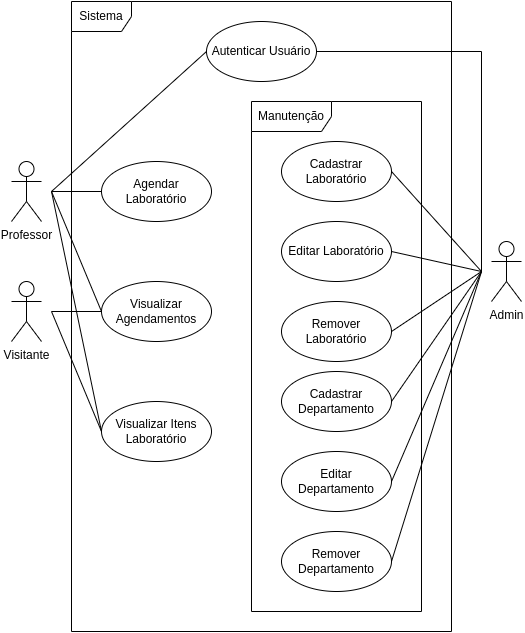 Sistema
Autenticar Usuário
Manutenção
Cadastrar
Laboratório
Agendar
Laboratório
Professor
Editar Laboratório
Admin
Visualizar
Agendamentos
Visitante
Remover
Laboratório
Cadastrar
Departamento
Visualizar Itens
Laboratório
Editar
Departamento
Remover
Departamento